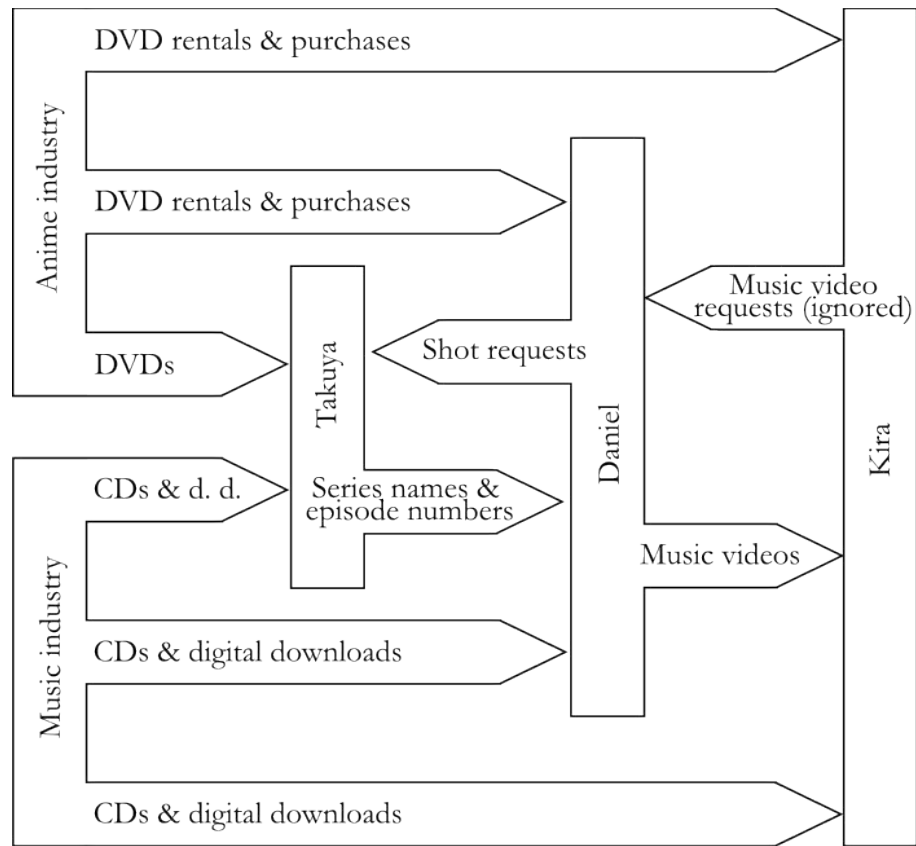 DVD rentals & purchases
Anime industry
DVD rentals & purchases
Music video
requests (ignored)
Shot requests
DVDs
Takuya
Daniel
Kira
CDs & d. d.
Series names &
episode numbers
Music videos
Music industry
CDs & digital downloads
CDs & digital downloads